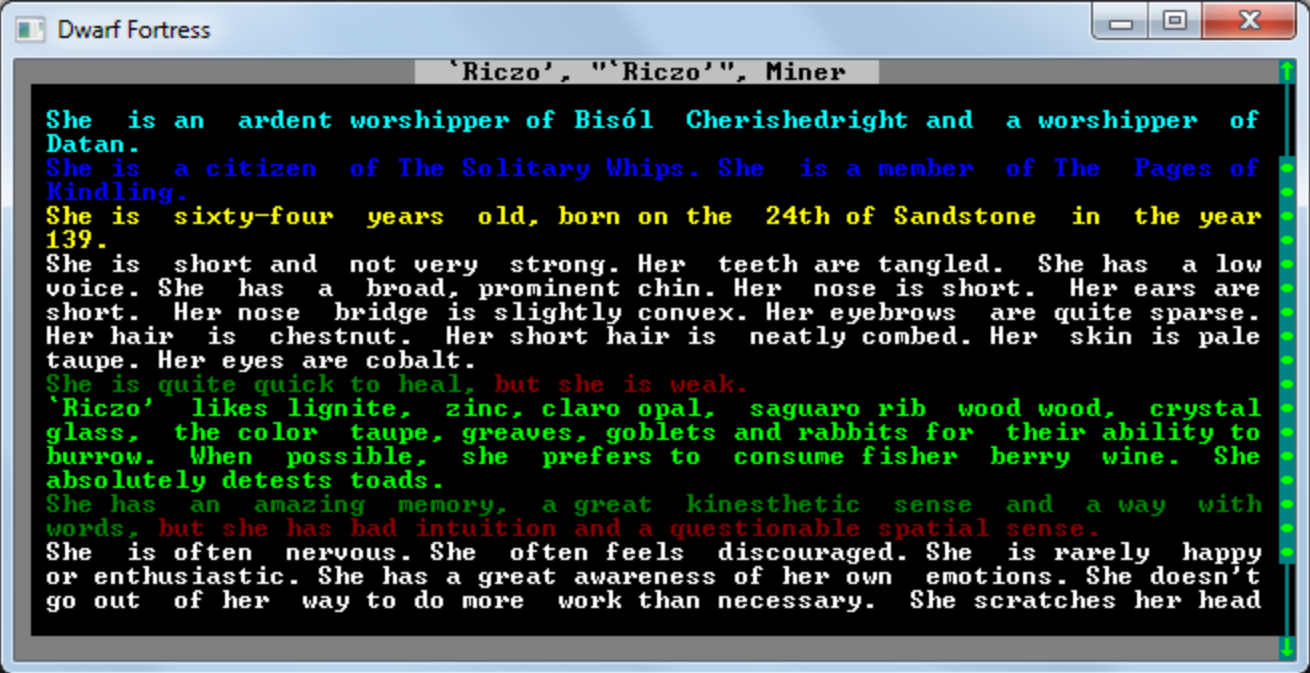 Dwarf Fortress
`Riczo', "`Riczo'", Miner
She is an ardent worshipper of Bisól Cherishedright and a worshipper of
Datan.
She is a citizen of The Solitary Whips. She is a member of The Pages of
Kindling.
She is sixty-four years old, born on the 24th of Sandstone in the year
139.
She is short and not very strong. Her teeth are tangled. She has a low
voice. She has a broad, prominent chin. Her nose is short. Her ears are
short. Her nose bridge is slightly convex. Her eyebrows are quite sparse.
Her hair is chestnut. Her short hair is neatly combed. Her skin is pale
taupe. Her eyes are cobalt.
She is quite quick to heal, but she is weak.
`Riczo' likes lignite, zinc, claro opal, saguaro rib wood wood, crystal
glass, the color taupe, greaves, goblets and rabbits for their ability to
burrow. When possible, she prefers to consume fisher berry wine. She
absolutely detests toads.
She has an amazing memory, a great kinesthetic sense and a way with
words, but she has bad intuition and a questionable spatial sense.
She is often nervous. She often feels discouraged. She is rarely happy
or enthusiastic. She has a great awareness of her own emotions. She doesn't
go out of her way to do more work than necessary. She scratches her head